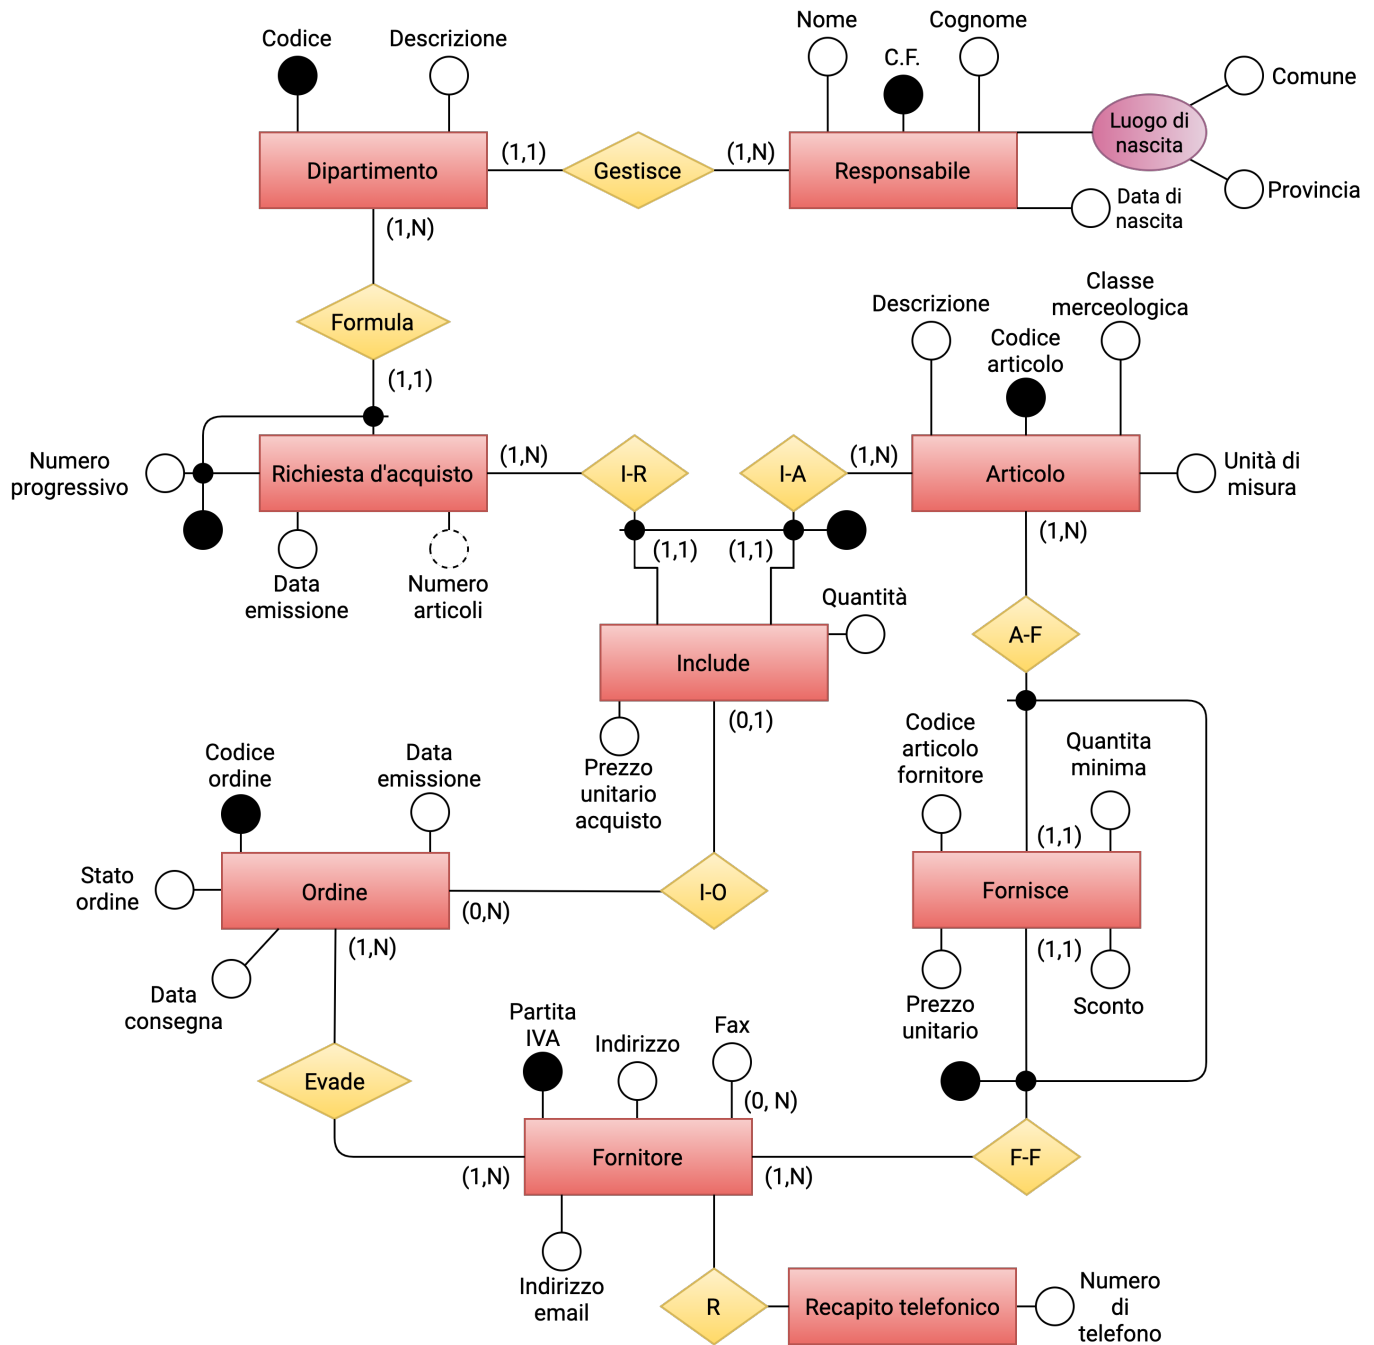 Nome
Cognome
Codice
Descrizione
C.F.
Comune
Luogo di
nascita
Dipartimento
(1,1)
Gestisce
(1,N)
Responsabile
Provincia
Data di
nascita
(1,N)
Formula
(1,1)
Classe
merceologica
Descrizione
Codice
articolo
Numero
progressivo
Richiesta d'acquisto
(1,N)
I-R
I-A
(1,N)
Articolo
Unità di
misura
(1,1)
(1,1)
(1,N)
Data
emissione
Numero
articoli
Quantità
Include
A-F
(0,1)
Prezzo
unitario
acquisto
Codice
articolo
fornitore
Quantita
minima
Codice
ordine
Data
emissione
(1,1)
Stato
ordine
Ordine
(0,N)
I-O
Fornisce
(1,N)
(1,1)
Data
consegna
Prezzo
unitario
Sconto
Partita
IVA
Indirizzo
Fax
Evade
(0, N)
(1,N)
Fornitore
(1,N)
F-F
Indirizzo
email
R
Recapito telefonico
Numero
di
telefono